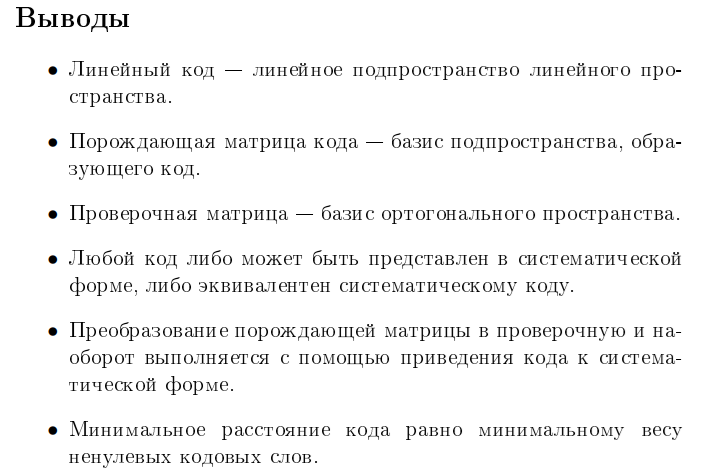 Выводы
• Линейный код — линейное подпространство линейного про-
странства.
• Порождающая матрица кода — базис подпространства, обра-
зующего код.
• Проверочная матрица — базис ортогонального пространства.
• Любой код либо может быть представлен в систематической
форме, либо эквивалентен систематическому коду.
• Преобразование порождающей матрицы в проверочную и на-
оборот выполняется с помощью приведения кода к система-
тической форме.
• Минимальное расстояние кода равно минимальному весу
ненулевых кодовых слов.